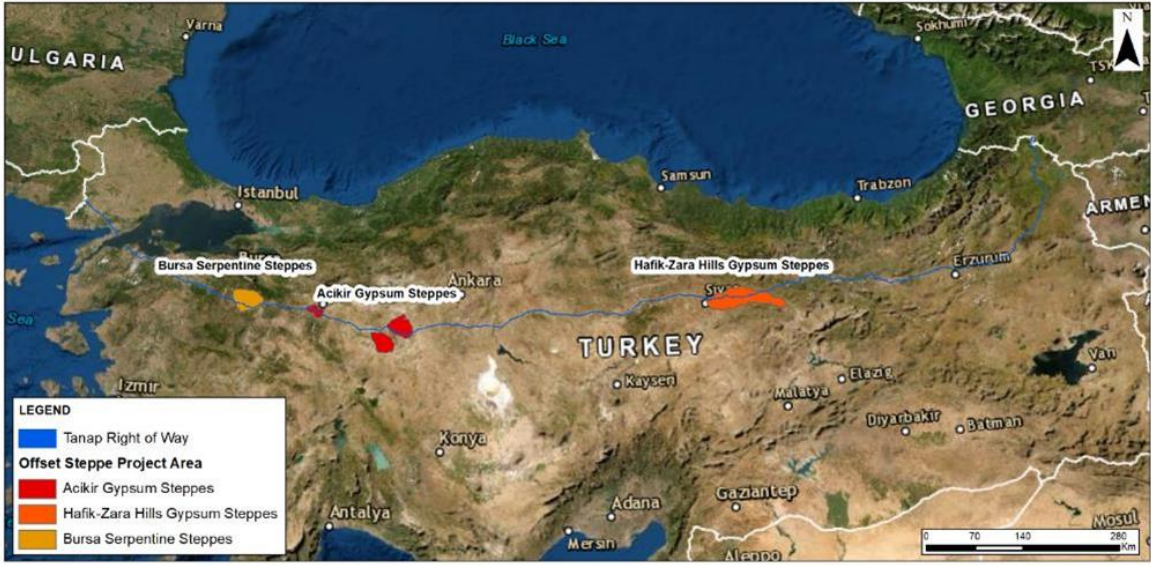 Varna
Black Sea
Sokhumi
N
ULGARIA
TSK
GEORGIA
Istanbul
Samsun
Trabzon
ARMEN
Bursa Serpentine Steppes
Hafik-Zara Hills Gypsum Steppes
Erzurum
Ankara
Acikir Gypsum Steppes
Siv
Sea
TURKEY
Van
Izmir
Kayseri
Elazig
Malatya
Diyarbakir
Batman
Konya
LEGEND
Tanap Right of Way
Offset Steppe Project Area
Acikir Gypsum Steppes
Hafik-Zara Hills Gypsum Steppes
Bursa Serpentine Steppes
Gaziantep
Adana
Antalya
Mersin
Aleppo
Mosul
0 70 140 280
Km